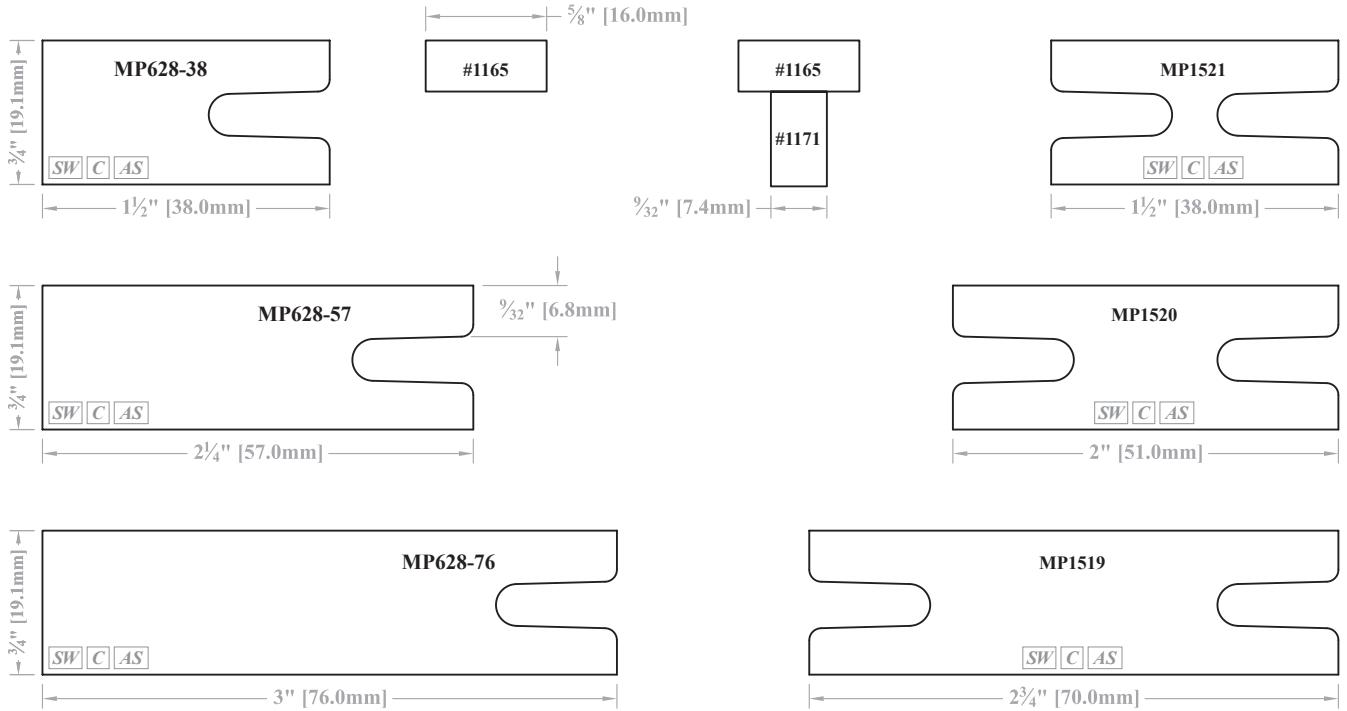 ⅝" [16.0mm]
MP628-38
#1165
#1165
MP1521
¾" [19.1mm]
#1171
SW C AS
SW C AS
1½" [38.0mm]
9⁄32" [7.4mm]
1½" [38.0mm]
MP628-57
9⁄32" [6.8mm]
MP1520
¾" [19.1mm]
SW C AS
SW C AS
2¼" [57.0mm]
2" [51.0mm]
MP628-76
MP1519
¾" [19.1mm]
SW C AS
SW C AS
3" [76.0mm]
2¾" [70.0mm]